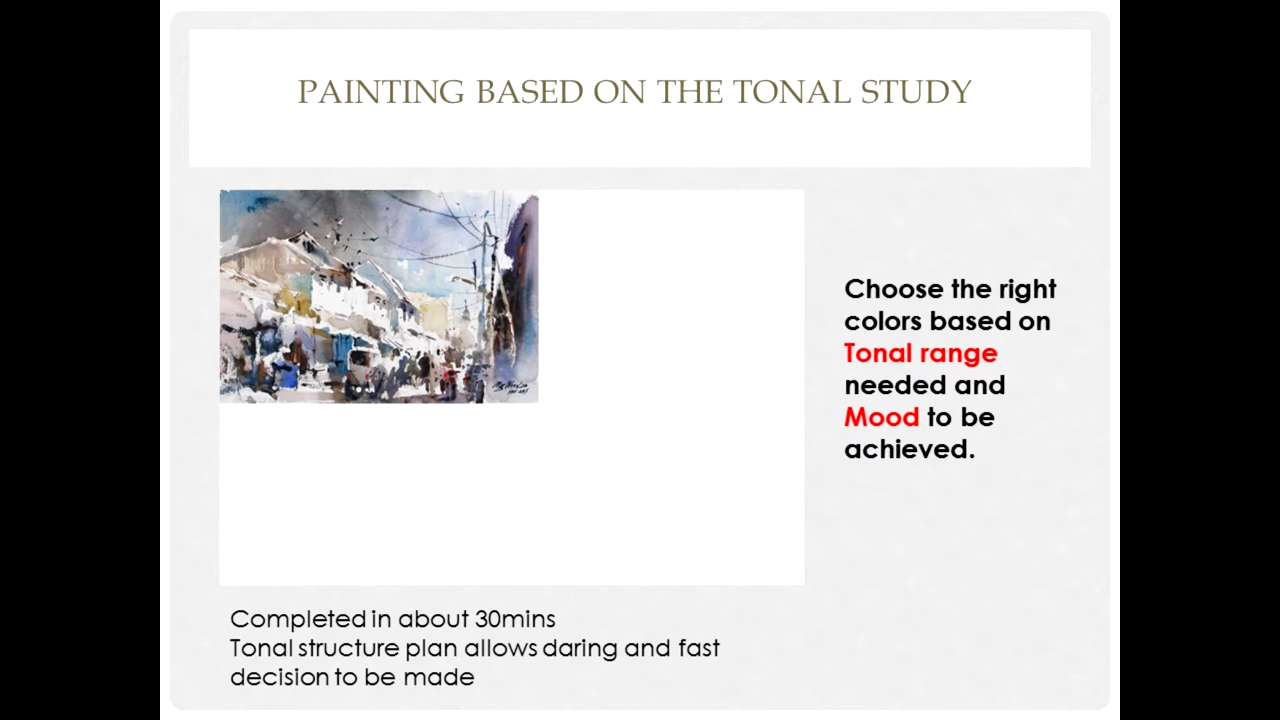 PAINTING BASED ON THE TONAL STUDY
Choose the right
colors based on
Tonal range
needed and
Mood to be
achieved.
Completed in about 30mins
Tonal structure plan allows daring and fast
decision to be made